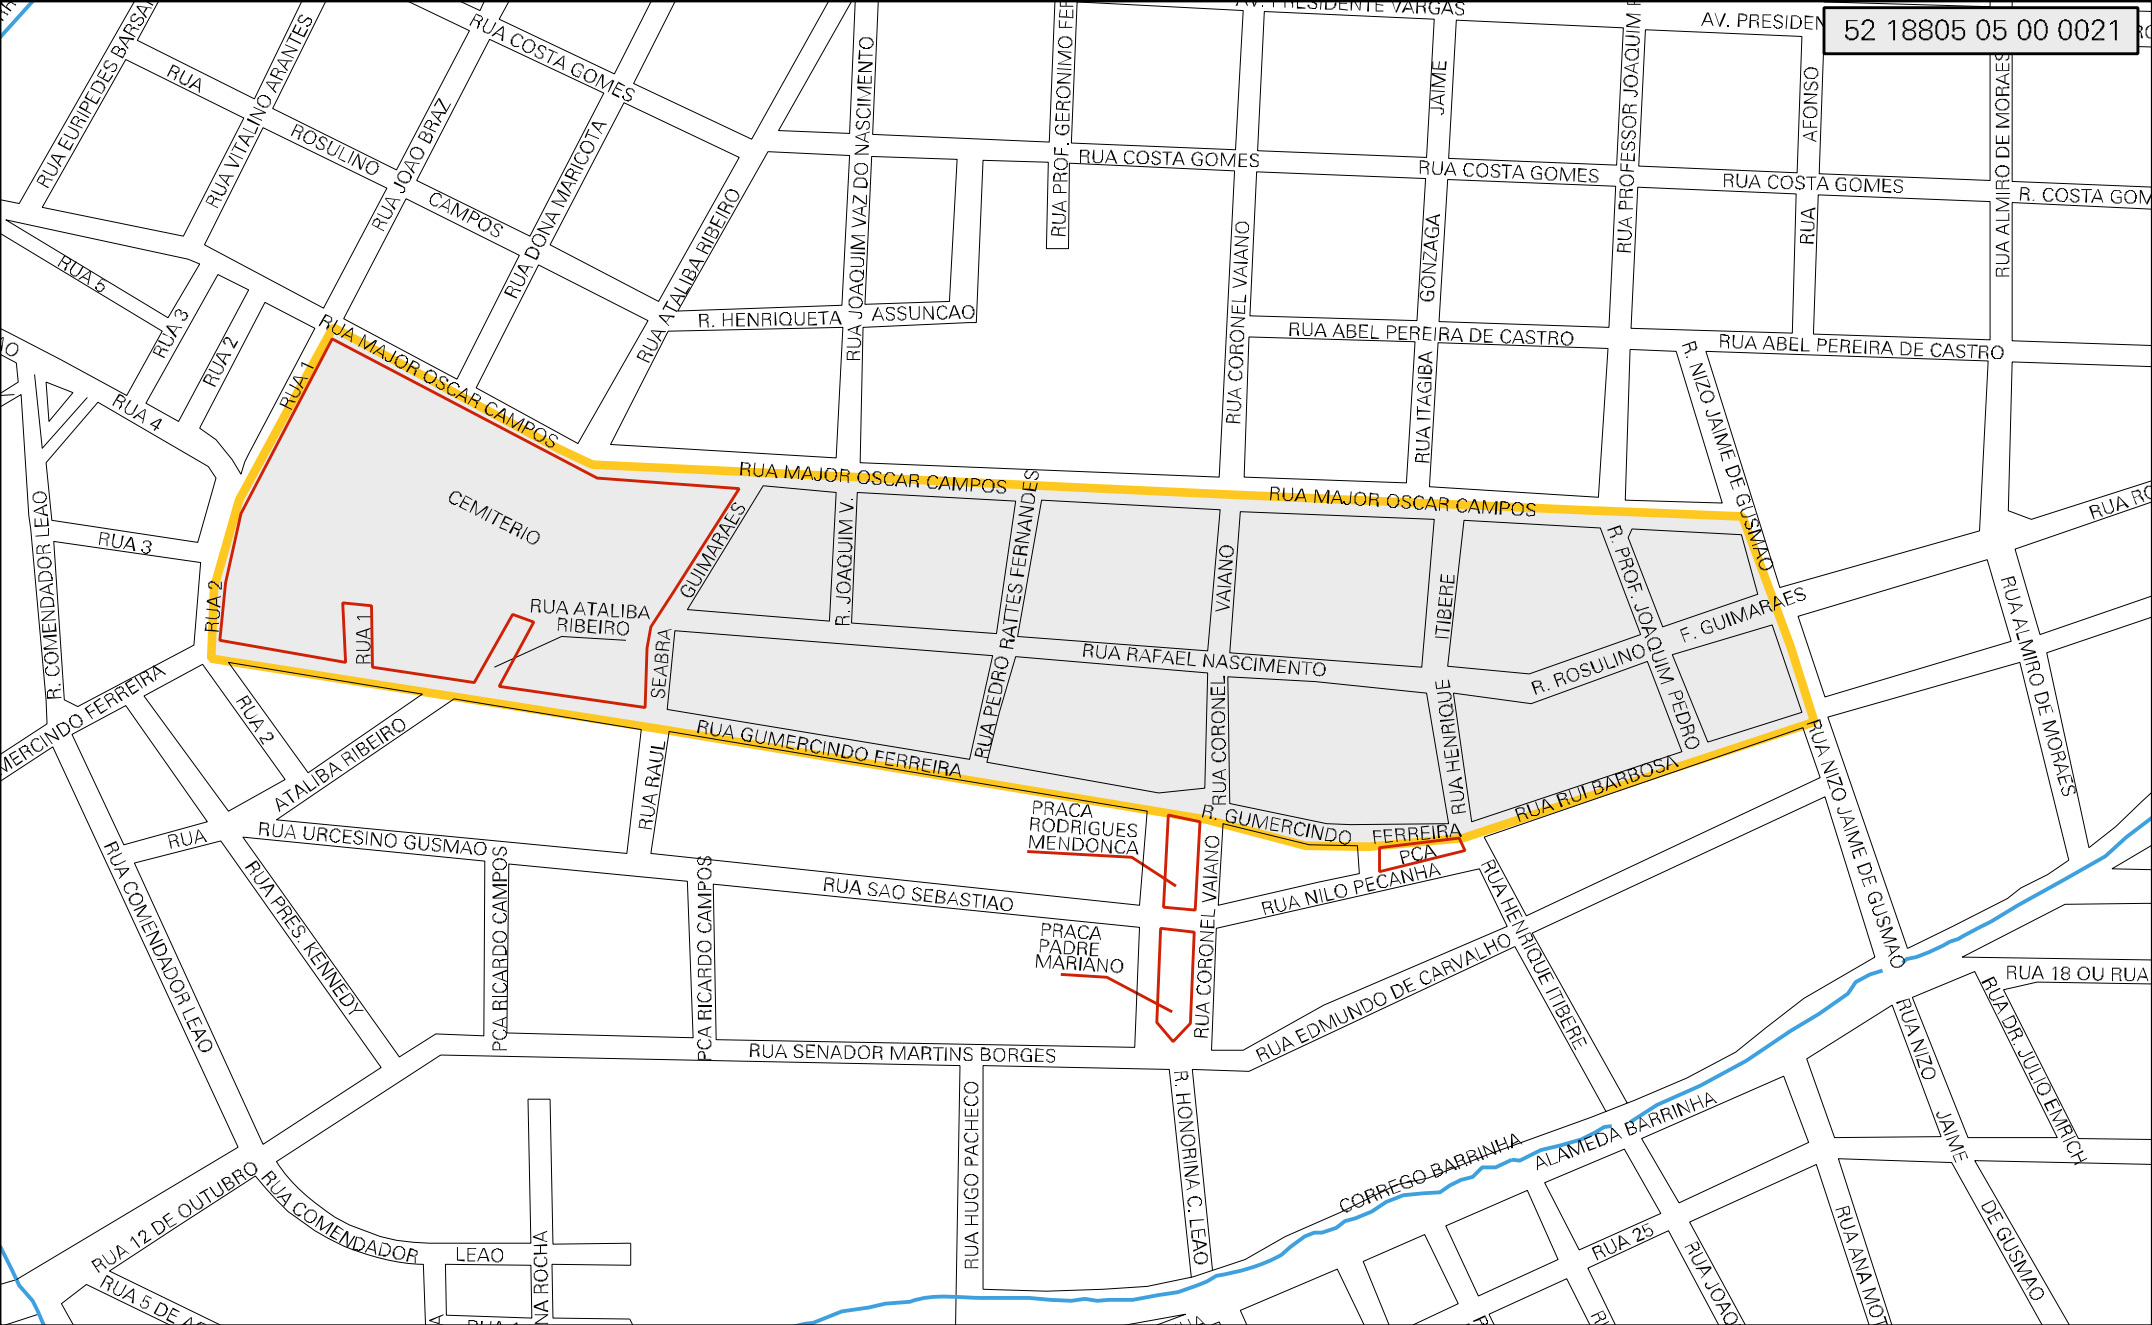 52 18805 05 00 0021
AV. PRESIDENTE VARGAS
RUA COSTA GOMES
RUA EURIPEDES
RUA
RUA VITALINO ARANTES
ROSULINO
RUA JOAO BRAZ
CAMPOS
RUA DONA MARICOTA
RUA ATALIBA RIBEIRO
RUA JOAQUIM VAZ DO NASCIMENTO
RUA PROF. GERONIMO
RUA COSTA GOMES
RUA CORONEL VAIANO
JAIME
GONZAGA
RUA ITAGIBA
RUA COSTA GOMES
RUA PROFESSOR JOAQUIM
AFONSO
RUA
RUA COSTA GOMES
RUA ALMIRO DE MORAES
R. COSTA
RUA 5
RUA 3
RUA 2
RUA 1
RUA 4
R. HENRIQUETA ASSUNCAO
RUA ABEL PEREIRA DE CASTRO
RUA ABEL PEREIRA DE CASTRO
R. NIZO JAIME DE GUSMAO
RUA MAJOR OSCAR CAMPOS
RUA MAJOR OSCAR CAMPOS
RUA MAJOR OSCAR CAMPOS
CEMITERIO
GUIMARAES
R. JOAQUIM V.
RUA PEDRO RATTES FERNANDES
VAIANO
ITIBERE
R. PROF. JOAQUIM PEDRO
F. GUIMARAES
R. ROSULINO
RUA ALMIRO DE MORAES
R. COMENDADOR LEAO
RUA 3
RUA 2
RUA 1
RUA ATALIBA
RIBEIRO
SEABRA
RUA RAFAEL NASCIMENTO
RUA CORONEL
RUA HENRIQUE
FERREIRA
RUA 2
ATALIBA RIBEIRO
RUA RAUL
RUA GUMERCINDO FERREIRA
R. GUMERCINDO
FERREIRA
RUA RUI BARBOSA
RUA NIZO JAIME DE GUSMAO
PRACA
RODRIGUES
MENDONCA
PCA
RUA NILO PECANHA
RUA
RUA URCESINO GUSMAO
RUA COMENDADOR LEAO
RUA PRES. KENNEDY
PCA RICARDO CAMPOS
PCA RICARDO CAMPOS
RUA SAO SEBASTIAO
PRACA
PADRE
MARIANO
RUA CORONEL VAIANO
RUA HENRIQUE ITIBERE
RUA EDMUNDO DE CARVALHO
RUA SENADOR MARTINS BORGES
RUA 18 OU RUA
RUA DR. JULIO EMRICH
RUA NIZO
JAIME
DE GUSMAO
RUA HUGO PACHECO
R. HONORINA C. LEAO
CORREGO BARRINHA
ALAMEDA BARRINHA
RUA 12 DE OUTUBRO
RUA COMENDADOR
LEAO
ROCHA
RUA 5 DE
RUA 25
RUA JOAO
RUA ANA